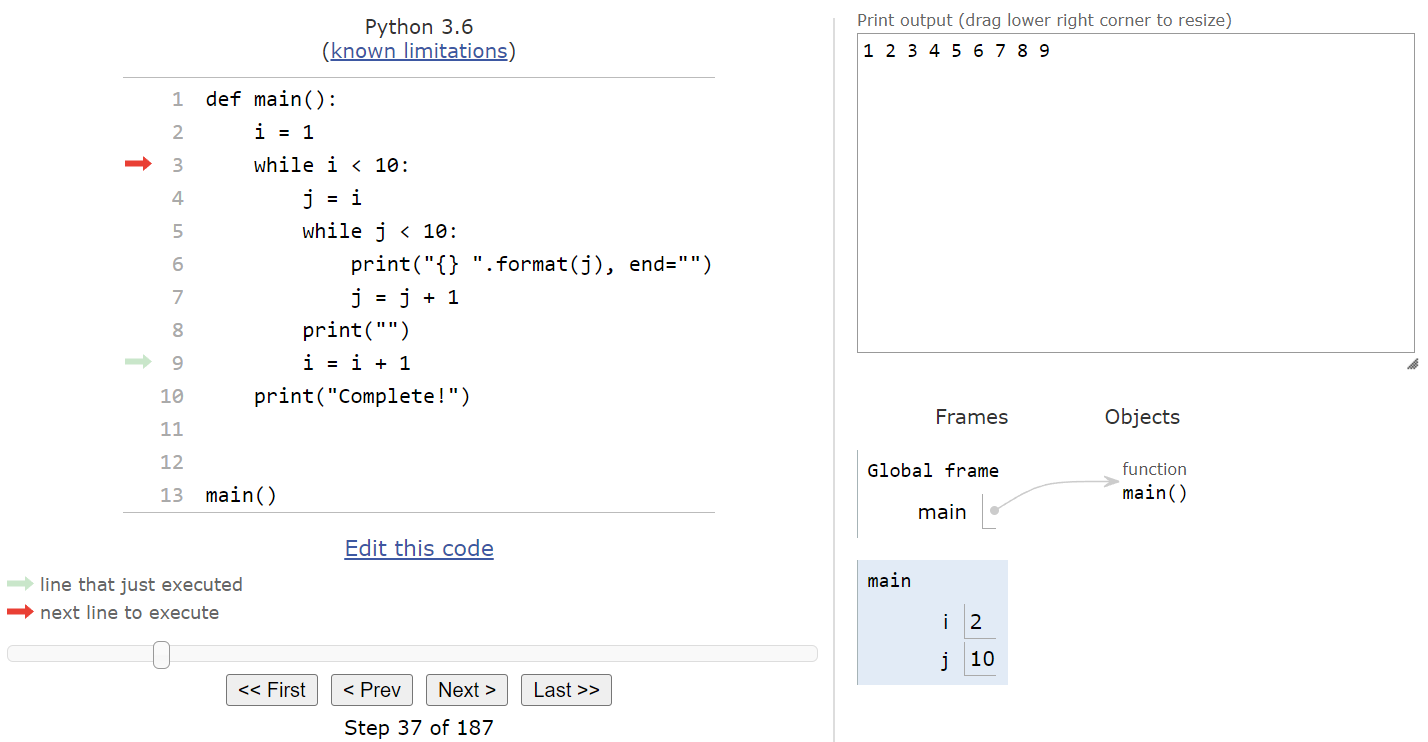 Python 3.6
(known limitations)
1 def main():
2     i = 1
3     while i < 10:
4         j = i
5         while j < 10:
6             print("{} ".format(j), end="")
7             j = j + 1
8         print("")
9         i = i + 1
10     print("Complete!")
11
12
13 main()
Edit this code
line that just executed
next line to execute
<< First < Prev Next > Last >>
Step 37 of 187
Print output (drag lower right corner to resize)
1 2 3 4 5 6 7 8 9
Frames Objects
Global frame
main
function
main()
main
i 2
j 10